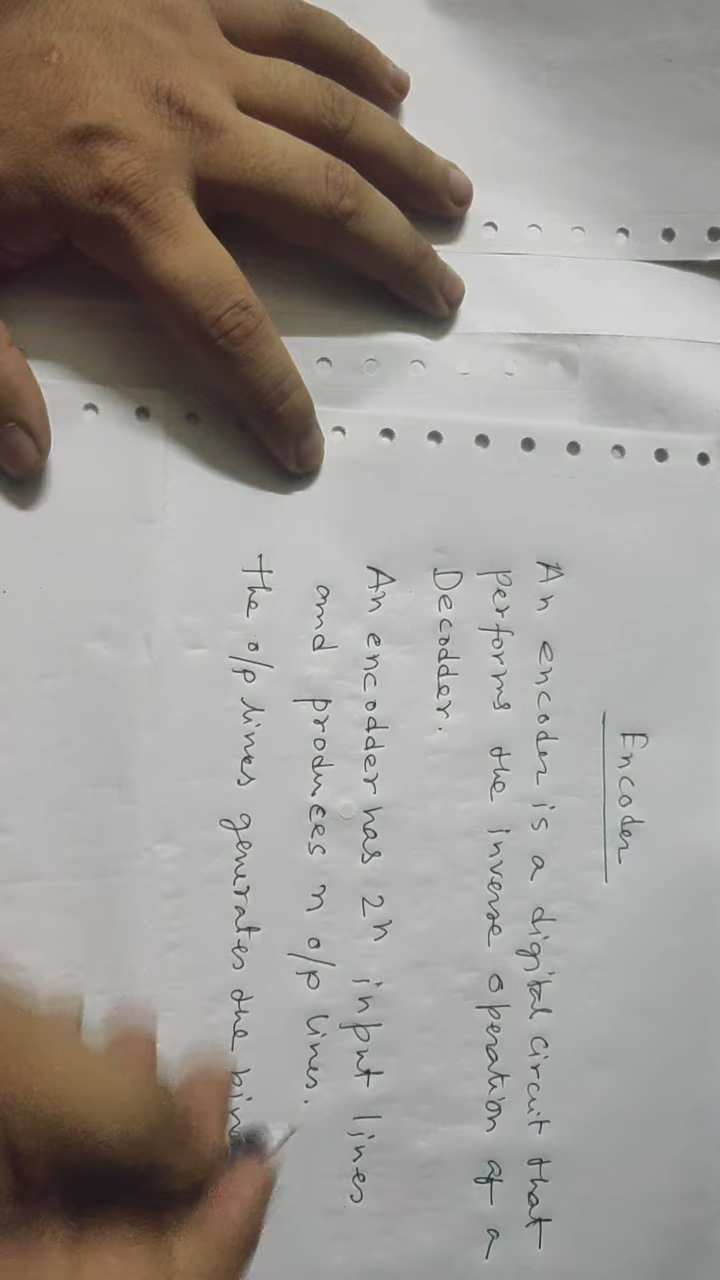 Encoder
An encoder is a digital circuit that
performs the inverse operation of a
Decodder.
An encodder has 2n input lines
and produces n o/p lines.
the o/p lines generates the